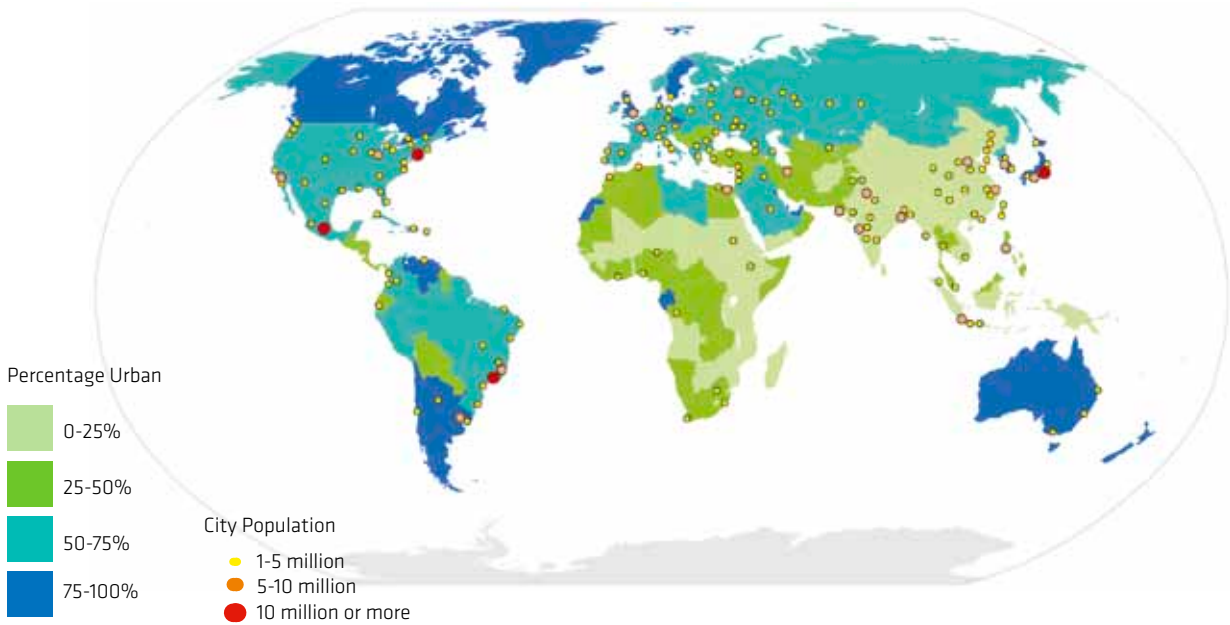 Percentage Urban
0-25%
25-50%
50-75%
75-100%
City Population
1-5 million
5-10 million
10 million or more